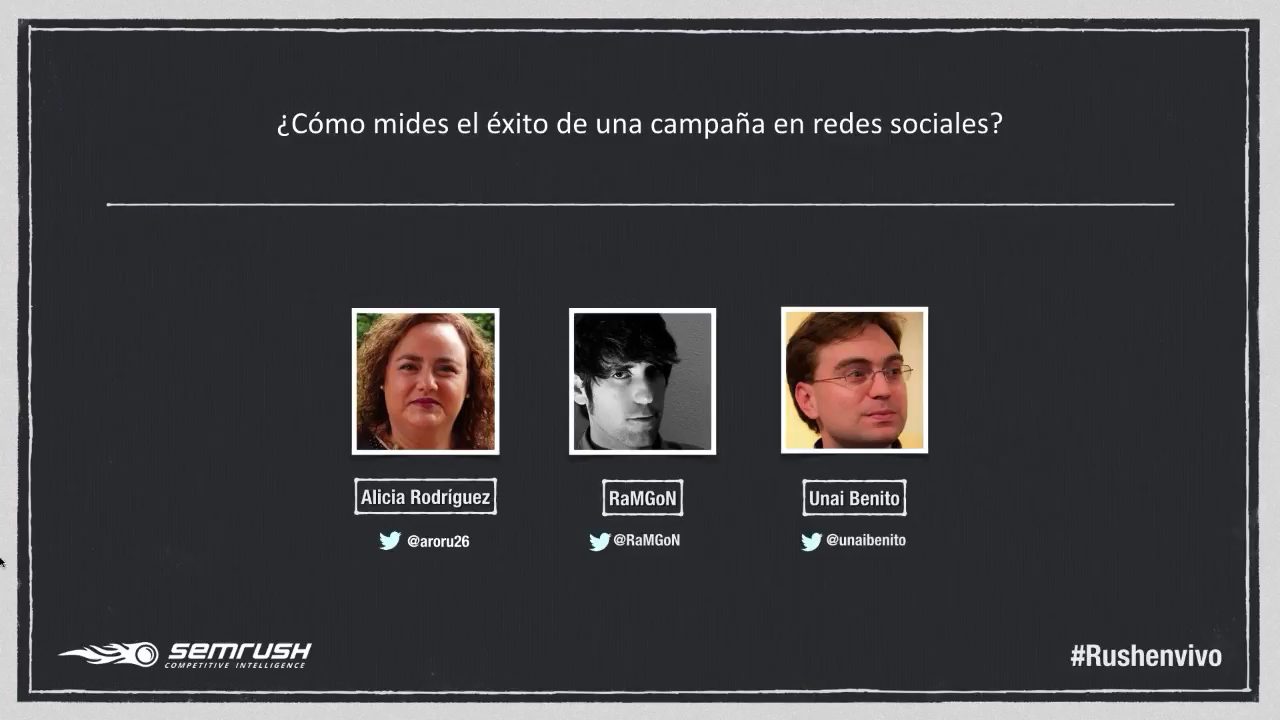 ¿Cómo mides el éxito de una campaña en redes sociales?
Alicia Rodríguez
RaMGoN
Unai Benito
@aroru26
@RaMGoN
@unaibenito
SEMRUSH
COMPETITIVE INTELLIGENCE
#Rushenvivo